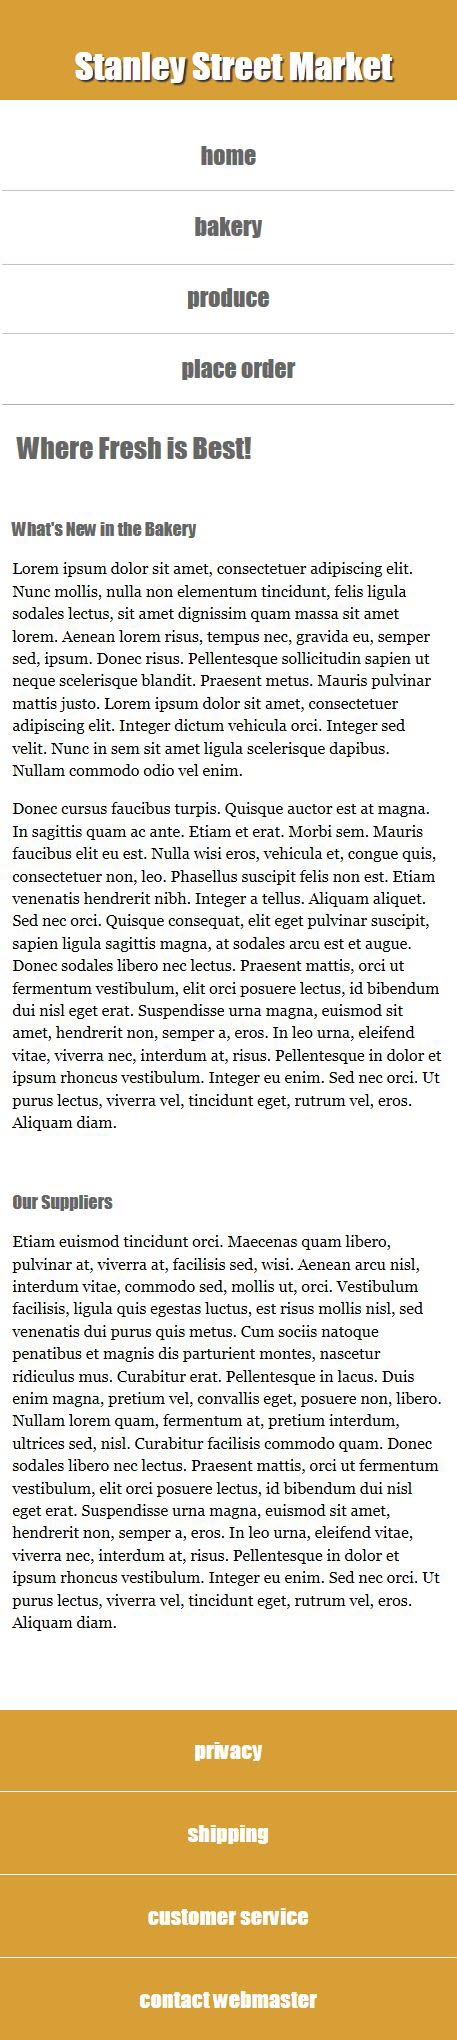 Stanley Street Market
home
bakery
produce
place order
Where Fresh is Best!
What's New in the Bakery
Lorem ipsum dolor sit amet, consectetuer adipiscing elit.
Nunc mollis, nulla non elementum tincidunt, felis ligula
sodales lectus, sit amet dignissim quam massa sit amet
lorem. Aenean lorem risus, tempus nec, gravida eu, semper
sed, ipsum. Donec risus. Pellentesque sollicitudin sapien ut
neque scelerisque blandit. Praesent metus. Mauris pulvinar
mattis justo. Lorem ipsum dolor sit amet, consectetuer
adipiscing elit. Integer dictum vehicula orci. Integer sed
velit. Nunc in sem sit amet ligula scelerisque dapibus.
Nullam commodo odio vel enim.
Donec cursus faucibus turpis. Quisque auctor est at magna.
In sagittis quam ac ante. Etiam et erat. Morbi sem. Mauris
faucibus elit eu est. Nulla wisi eros, vehicula et, congue quis,
consectetuer non, leo. Phasellus suscipit felis non est. Etiam
venenatis hendrerit nibh. Integer a tellus. Aliquam aliquet.
Sed nec orci. Quisque consequat, elit eget pulvinar suscipit,
sapien ligula sagittis magna, at sodales arcu est et augue.
Donec sodales libero nec lectus. Praesent mattis, orci ut
fermentum vestibulum, elit orci posuere lectus, id bibendum
dui nisl eget erat. Suspendisse urna magna, euismod sit
amet, hendrerit non, semper a, eros. In leo urna, eleifend
vitae, viverra nec, interdum at, risus. Pellentesque in dolor et
ipsum rhoncus vestibulum. Integer eu enim. Sed nec orci. Ut
purus lectus, viverra vel, tincidunt eget, rutrum vel, eros.
Aliquam diam.
Our Suppliers
Etiam euismod tincidunt orci. Maecenas quam libero,
pulvinar at, viverra at, facilisis sed, wisi. Aenean arcu nisl,
interdum vitae, commodo sed, mollis ut, orci. Vestibulum
facilisis, ligula quis egestas luctus, est risus mollis nisl, sed
venenatis dui purus quis metus. Cum sociis natoque
penatibus et magnis dis parturient montes, nascetur
ridiculus mus. Curabitur erat. Pellentesque in lacus. Duis
enim magna, pretium vel, convallis eget, posuere non, libero.
Nullam lorem quam, fermentum at, pretium interdum,
ultrices sed, nisl. Curabitur facilisis commodo quam. Donec
sodales libero nec lectus. Praesent mattis, orci ut fermentum
vestibulum, elit orci posuere lectus, id bibendum dui nisl
eget erat. Suspendisse urna magna, euismod sit amet,
hendrerit non, semper a, eros. In leo urna, eleifend vitae,
viverra nec, interdum at, risus. Pellentesque in dolor et
ipsum rhoncus vestibulum. Integer eu enim. Sed nec orci. Ut
purus lectus, viverra vel, tincidunt eget, rutrum vel, eros.
Aliquam diam.
privacy
shipping
customer service
contact webmaster